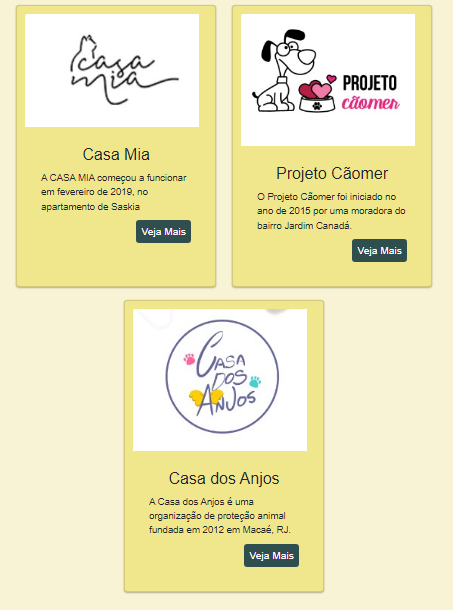 casa
mia
Casa Mia
A CASA MIA começou a funcionar
em fevereiro de 2019, no
apartamento de Saskia
Veja Mais
PROJETO
cãomer
Projeto Cãomer
O Projeto Cãomer foi iniciado no
ano de 2015 por uma moradora do
bairro Jardim Canadá.
Veja Mais
CASA
DOS
ANJOS
Casa dos Anjos
A Casa dos Anjos é uma
organização de proteção animal
fundada em 2012 em Macaé, RJ.
Veja Mais